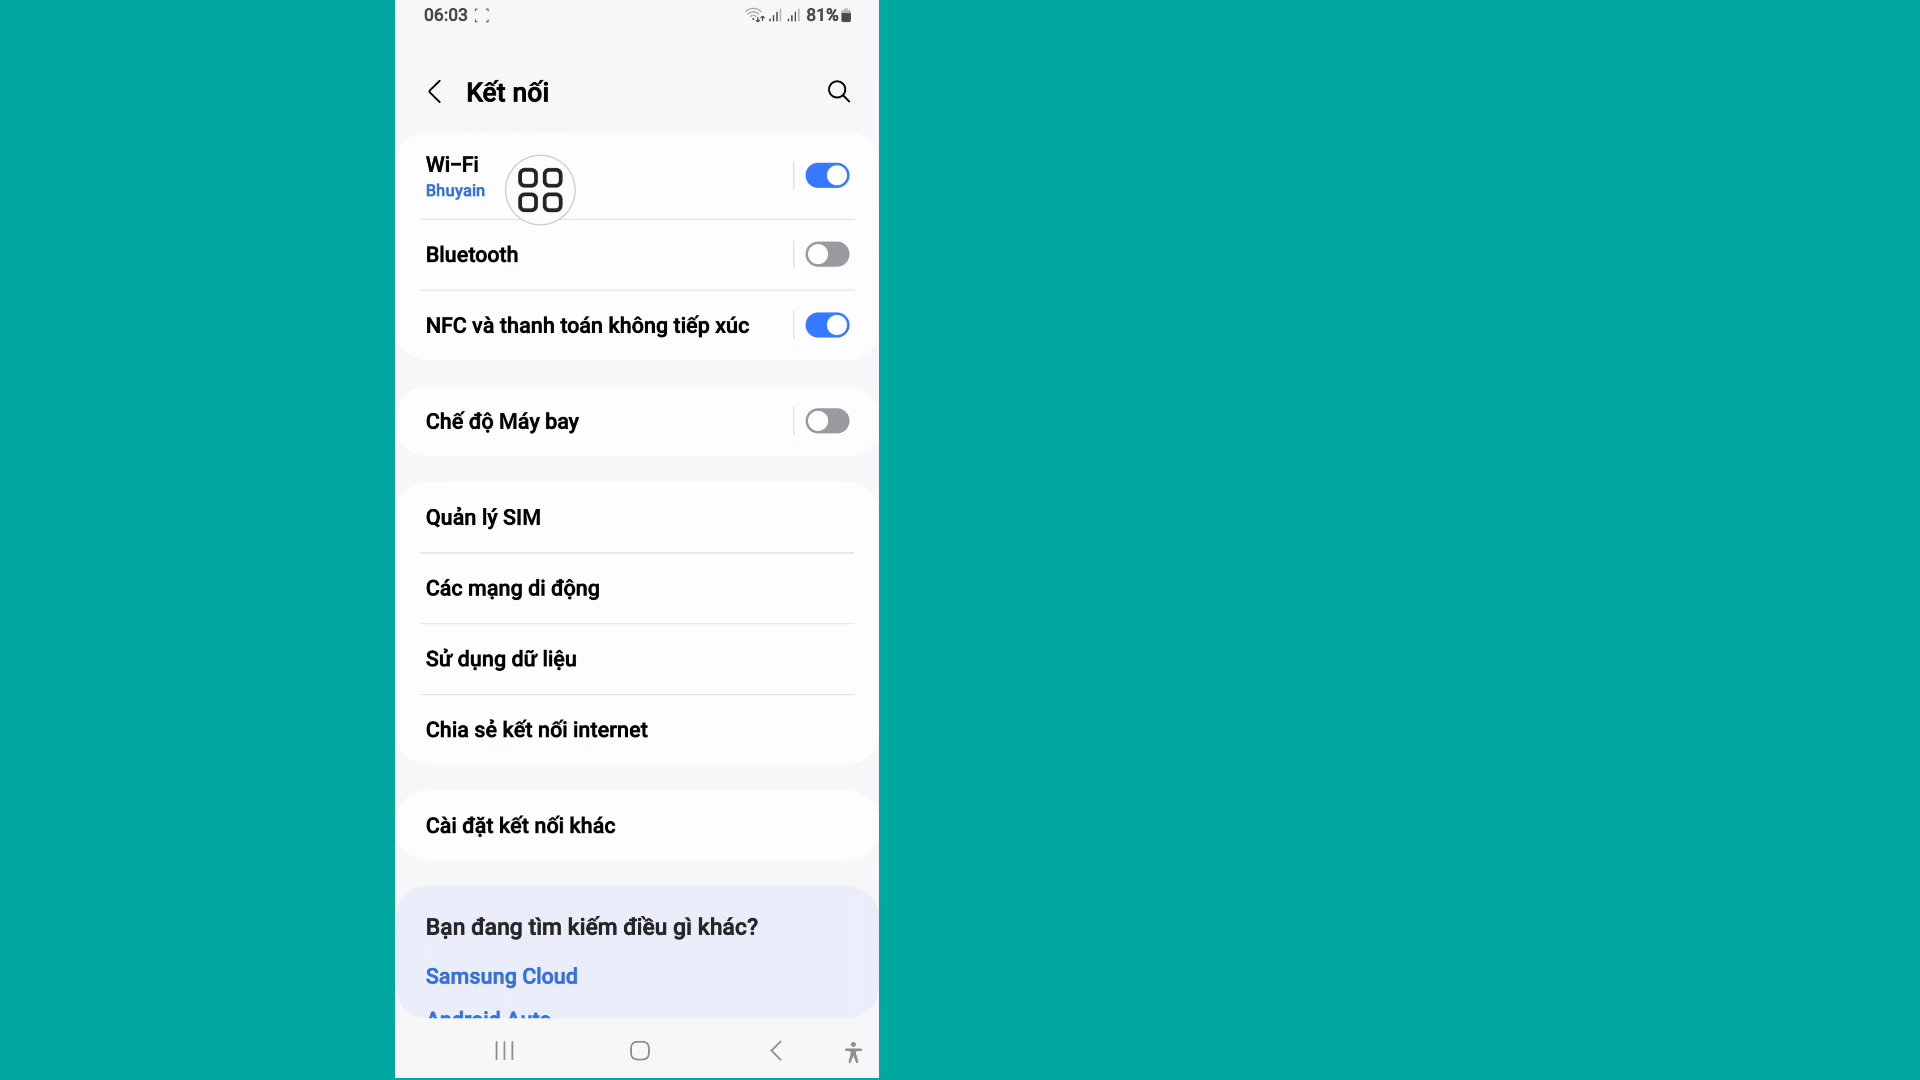 06:03
81%
Kết nối
Wi-Fi
Bhuyain
Bluetooth
NFC và thanh toán không tiếp xúc
Chế độ Máy bay
Quản lý SIM
Các mạng di động
Sử dụng dữ liệu
Chia sẻ kết nối internet
Cài đặt kết nối khác
Bạn đang tìm kiếm điều gì khác?
Samsung Cloud
Android Auto